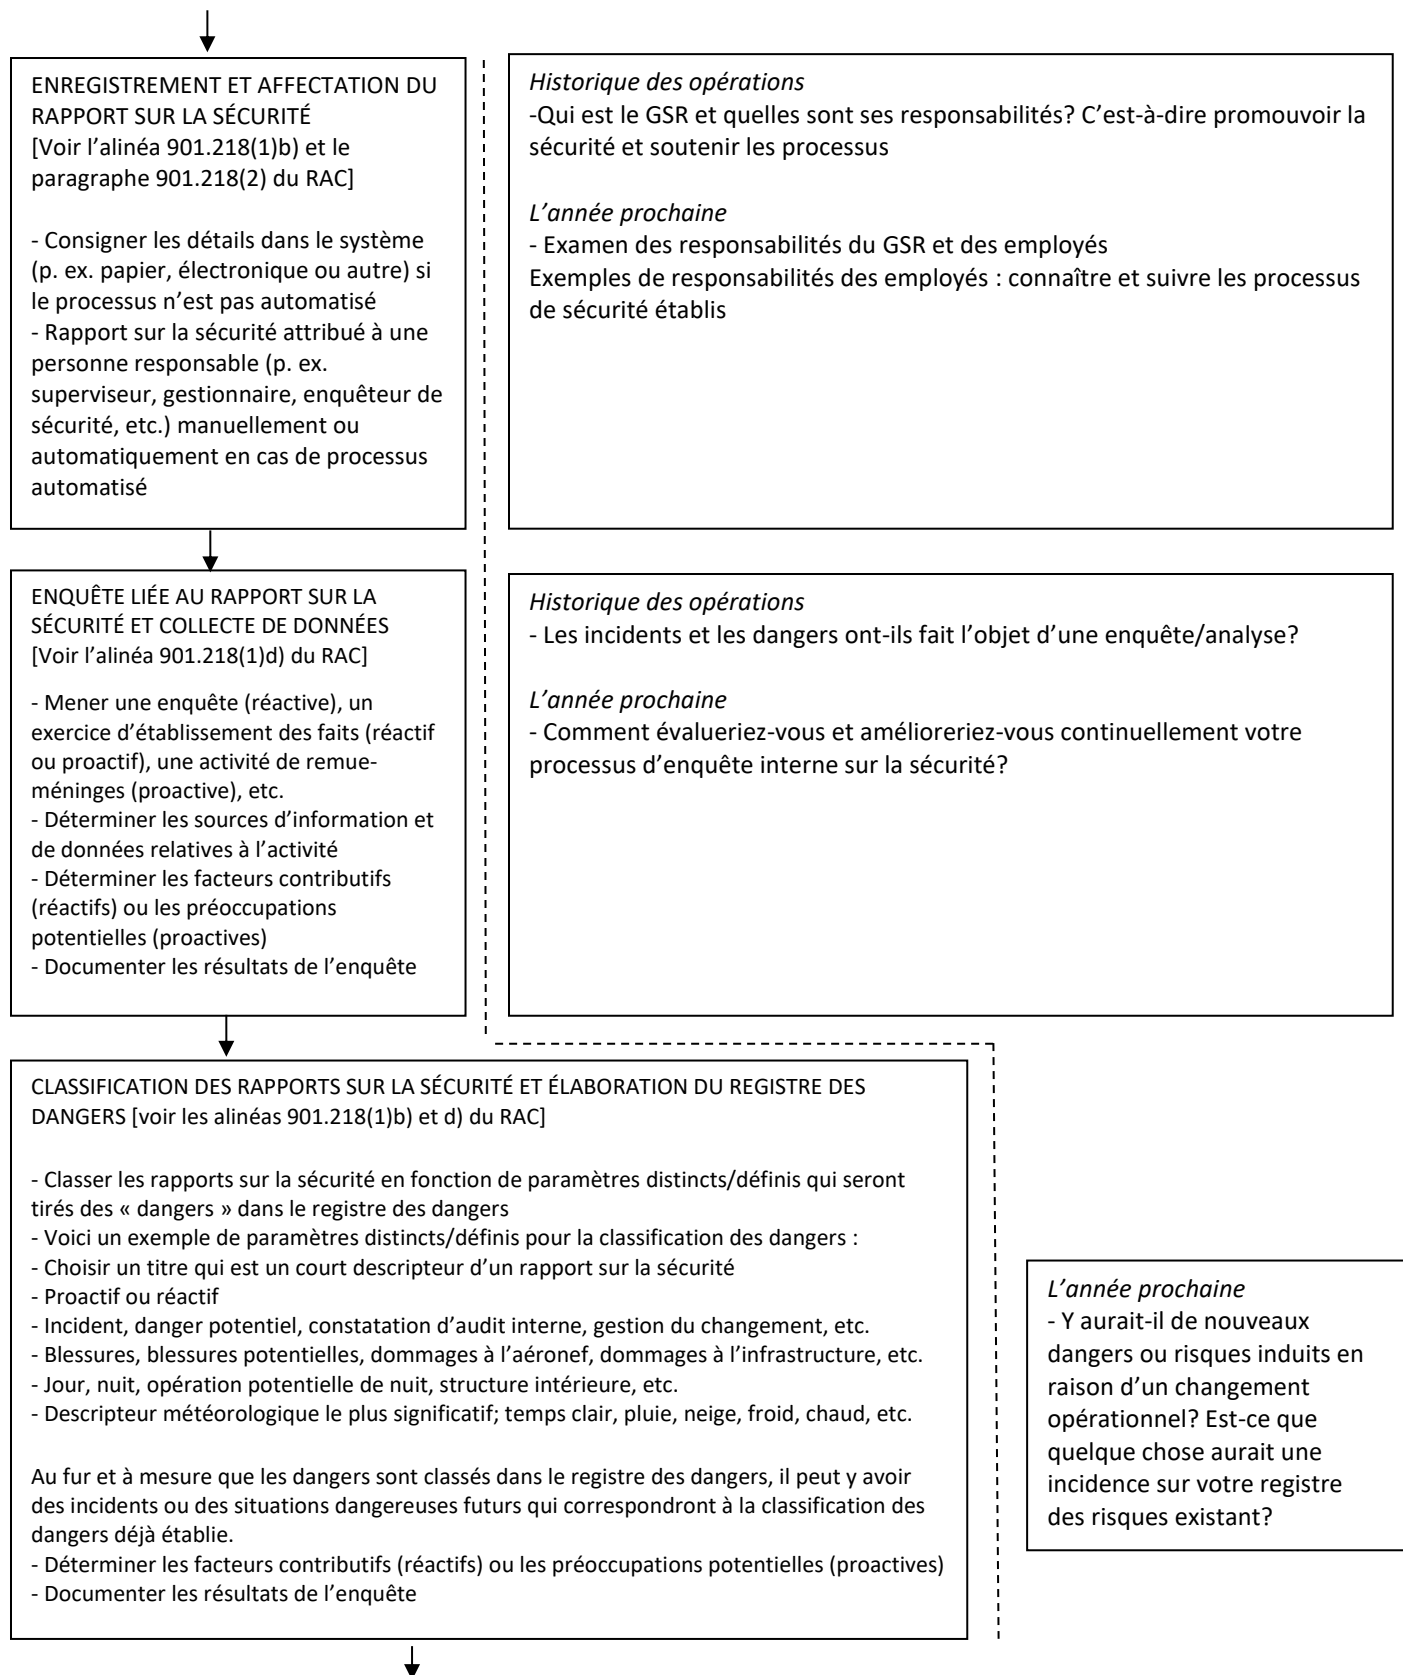 ENREGISTREMENT ET AFFECTATION DU
RAPPORT SUR LA SÉCURITÉ
[Voir l’alinéa 901.218(1)b) et le
paragraphe 901.218(2) du RAC]
- Consigner les détails dans le système
(p. ex. papier, électronique ou autre) si
le processus n’est pas automatisé
- Rapport sur la sécurité attribué à une
personne responsable (p. ex.
superviseur, gestionnaire, enquêteur de
sécurité, etc.) manuellement ou
automatiquement en cas de processus
automatisé
Historique des opérations
-Qui est le GSR et quelles sont ses responsabilités? C’est-à-dire promouvoir la
sécurité et soutenir les processus
L’année prochaine
- Examen des responsabilités du GSR et des employés
Exemples de responsabilités des employés : connaître et suivre les processus
de sécurité établis
ENQUÊTE LIÉE AU RAPPORT SUR LA
SÉCURITÉ ET COLLECTE DE DONNÉES
[Voir l’alinéa 901.218(1)d) du RAC]
- Mener une enquête (réactive), un
exercice d’établissement des faits (réactif
ou proactif), une activité de remue-
méninges (proactive), etc.
- Déterminer les sources d’information et
de données relatives à l’activité
- Déterminer les facteurs contributifs
(réactifs) ou les préoccupations
potentielles (proactives)
- Documenter les résultats de l’enquête
Historique des opérations
- Les incidents et les dangers ont-ils fait l’objet d’une enquête/analyse?
L’année prochaine
- Comment évalueriez-vous et amélioreriez-vous continuellement votre
processus d’enquête interne sur la sécurité?
CLASSIFICATION DES RAPPORTS SUR LA SÉCURITÉ ET ÉLABORATION DU REGISTRE DES
DANGERS [voir les alinéas 901.218(1)b) et d) du RAC]
- Classer les rapports sur la sécurité en fonction de paramètres distincts/définis qui seront
tirés des « dangers » dans le registre des dangers
- Voici un exemple de paramètres distincts/définis pour la classification des dangers :
- Choisir un titre qui est un court descripteur d’un rapport sur la sécurité
- Proactif ou réactif
- Incident, danger potentiel, constatation d’audit interne, gestion du changement, etc.
- Blessures, blessures potentielles, dommages à l’aéronef, dommages à l’infrastructure, etc.
- Jour, nuit, opération potentielle de nuit, structure intérieure, etc.
- Descripteur météorologique le plus significatif; temps clair, pluie, neige, froid, chaud, etc.
Au fur et à mesure que les dangers sont classés dans le registre des dangers, il peut y avoir
des incidents ou des situations dangereuses futurs qui correspondront à la classification des
dangers déjà établie.
- Déterminer les facteurs contributifs (réactifs) ou les préoccupations potentielles (proactives)
- Documenter les résultats de l’enquête
L’année prochaine
- Y aurait-il de nouveaux
dangers ou risques induits en
raison d’un changement
opérationnel? Est-ce que
quelque chose aurait une
incidence sur votre registre
des risques existant?